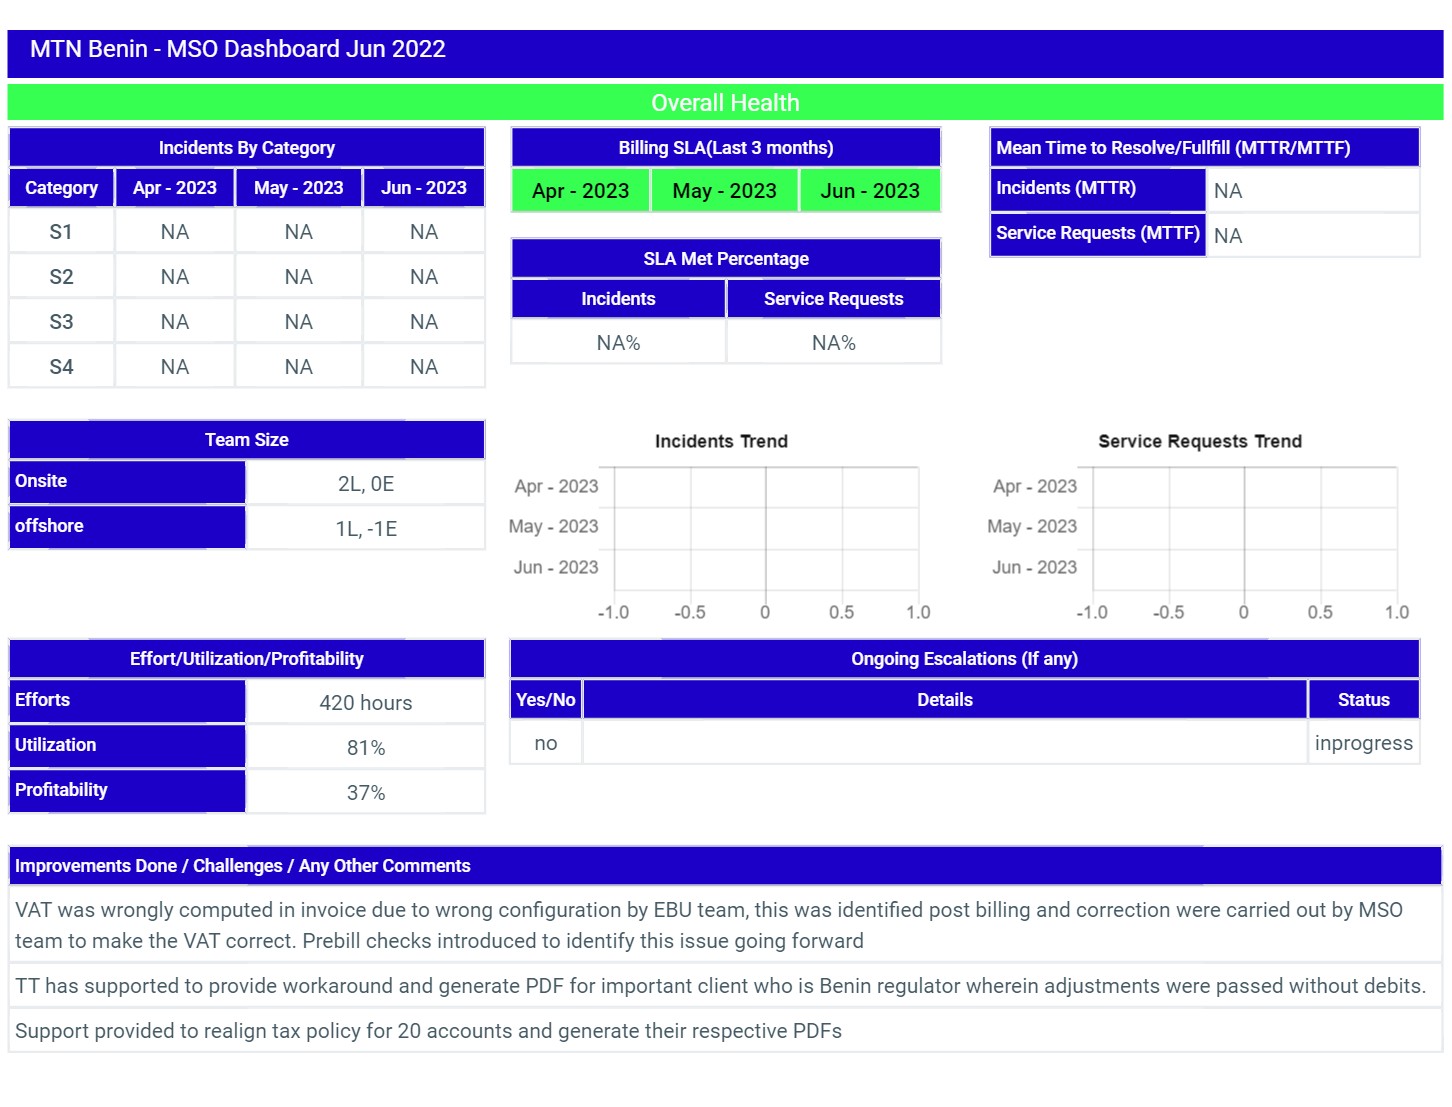 MTN Benin - MSO Dashboard Jun 2022
Overall Health
Incidents By Category
Category Apr - 2023 May - 2023 Jun - 2023
S1 NA NA NA
S2 NA NA NA
S3 NA NA NA
S4 NA NA NA
Billing SLA(Last 3 months)
Apr - 2023 May - 2023 Jun - 2023
SLA Met Percentage
Incidents Service Requests
NA% NA%
Mean Time to Resolve/Fullfill (MTTR/MTTF)
Incidents (MTTR) NA
Service Requests (MTTF) NA
Team Size
Onsite 2L, 0E
offshore 1L, -1E
Incidents Trend
Apr - 2023
May - 2023
Jun - 2023
-1.0 -0.5 0 0.5 1.0
Service Requests Trend
Apr - 2023
May - 2023
Jun - 2023
-1.0 -0.5 0 0.5 1.0
Effort/Utilization/Profitability
Efforts 420 hours
Utilization 81%
Profitability 37%
Ongoing Escalations (If any)
Yes/No Details Status
no inprogress
Improvements Done / Challenges / Any Other Comments
VAT was wrongly computed in invoice due to wrong configuration by EBU team, this was identified post billing and correction were carried out by MSO
team to make the VAT correct. Prebill checks introduced to identify this issue going forward
TT has supported to provide workaround and generate PDF for important client who is Benin regulator wherein adjustments were passed without debits.
Support provided to realign tax policy for 20 accounts and generate their respective PDFs